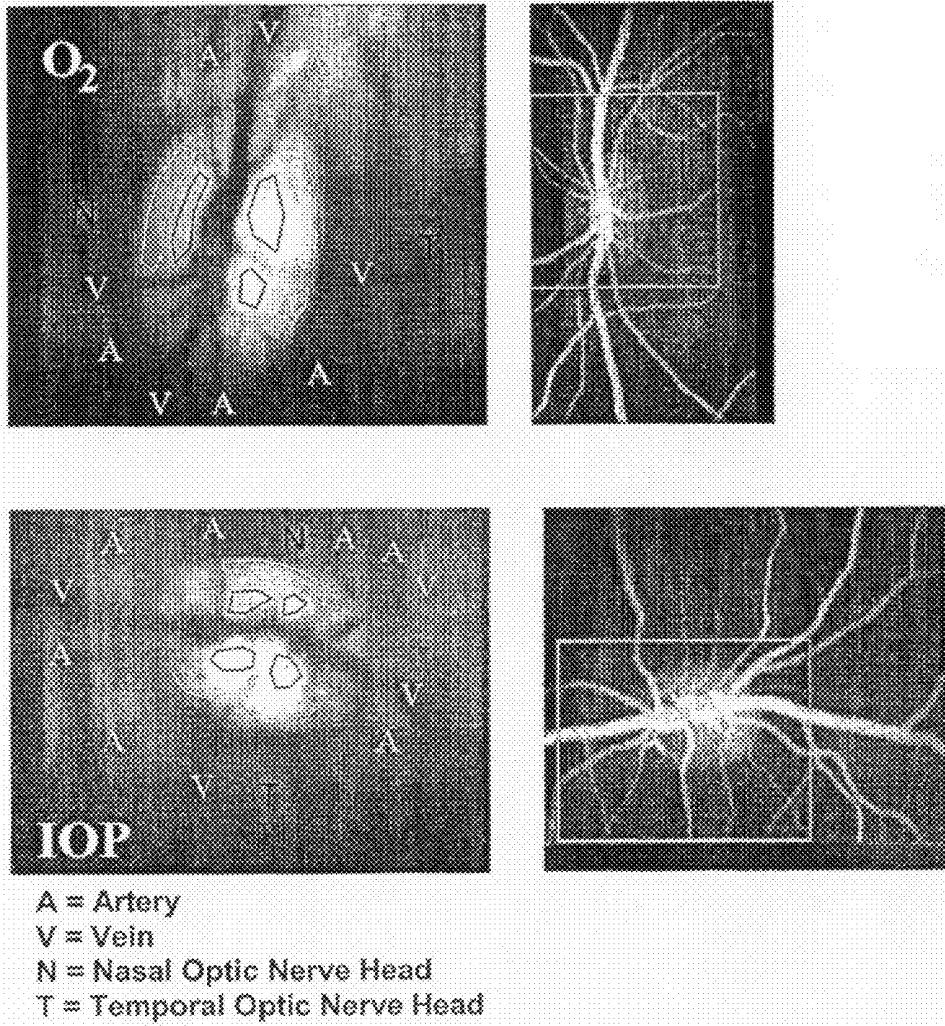 O2
A V
N T
V V
A A
V A
A A N A A
V V
A
V
A A
V T
IOP
A = Artery
V = Vein
N = Nasal Optic Nerve Head
T = Temporal Optic Nerve Head